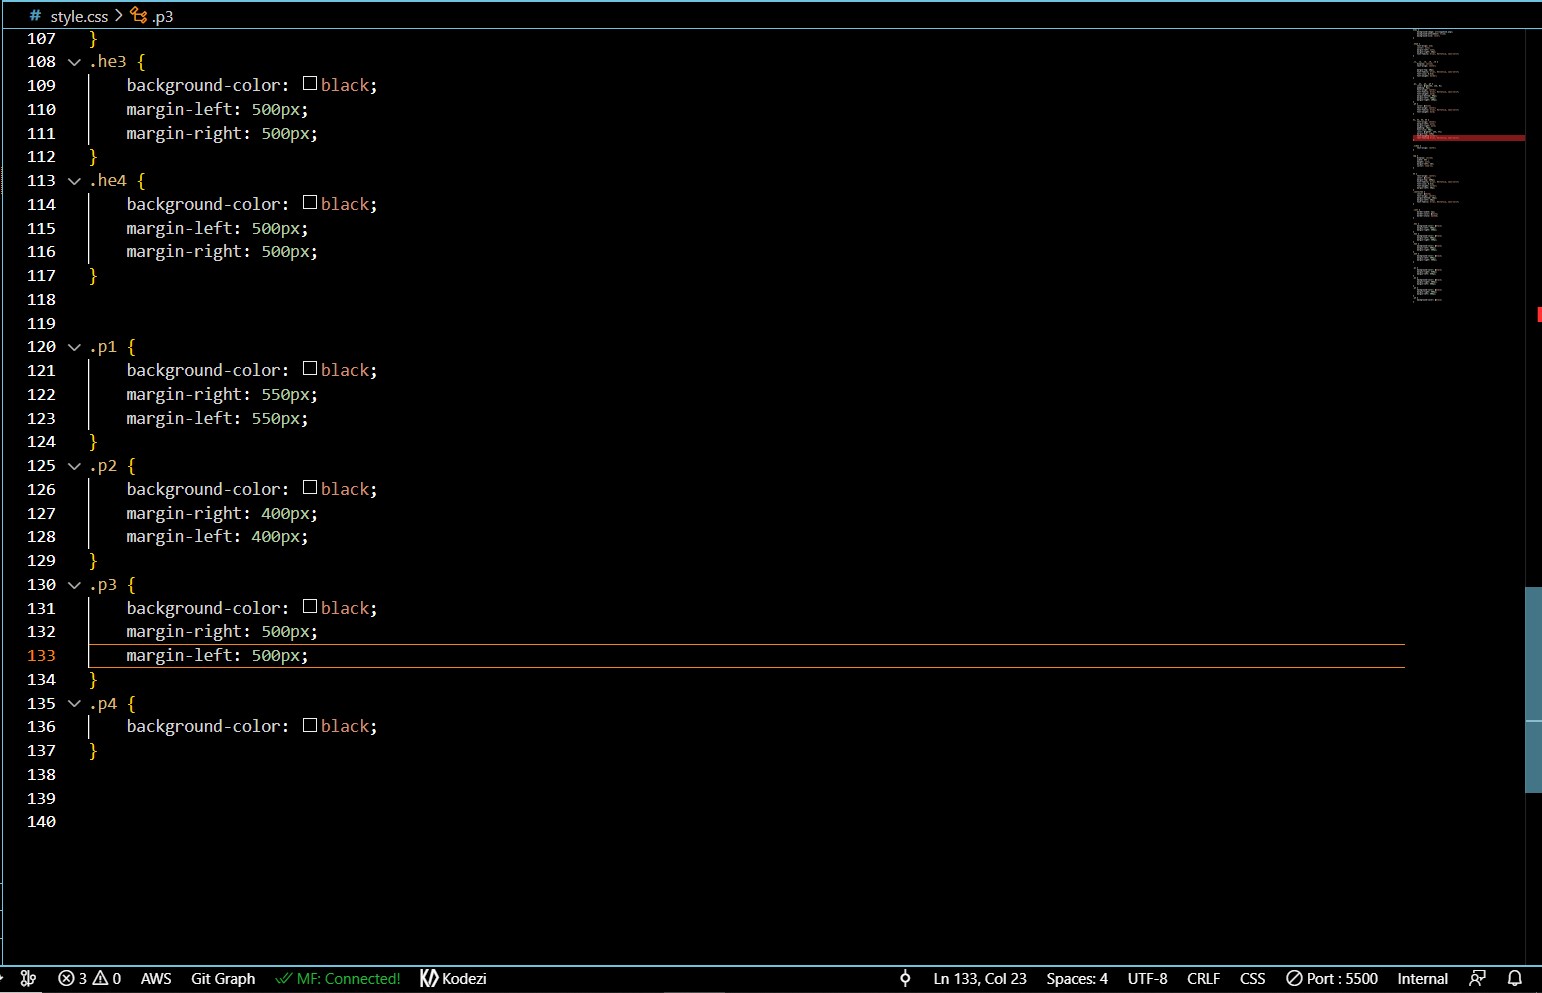 # style.css > .p3
107 }
108 .he3 {
109 background-color: black;
110 margin-left: 500px;
111 margin-right: 500px;
112 }
113 .he4 {
114 background-color: black;
115 margin-left: 500px;
116 margin-right: 500px;
117 }
118
119
120 .p1 {
121 background-color: black;
122 margin-right: 550px;
123 margin-left: 550px;
124 }
125 .p2 {
126 background-color: black;
127 margin-right: 400px;
128 margin-left: 400px;
129 }
130 .p3 {
131 background-color: black;
132 margin-right: 500px;
133 margin-left: 500px;
134 }
135 .p4 {
136 background-color: black;
137 }
138
139
140
3 0 AWS Git Graph MF: Connected! Kodezi Ln 133, Col 23 Spaces: 4 UTF-8 CRLF CSS Port : 5500 Internal